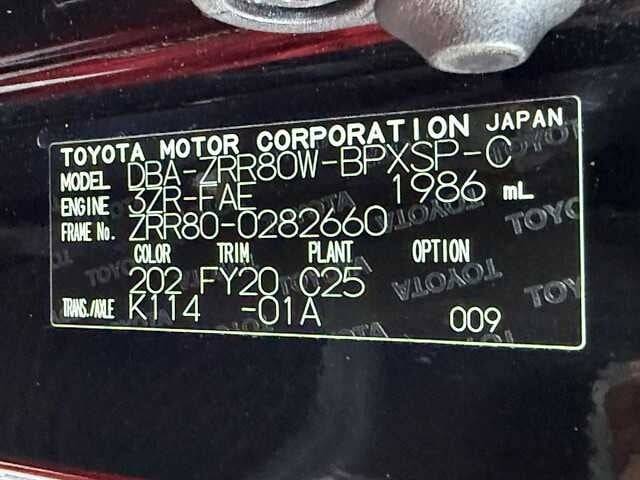 TOYOTA MOTOR CORPORATION JAPAN
MODEL DBA-ZRR80W-BPXSP-C
ENGINE 3ZR-FAE 1986 mL
FRAME No. ZRR80-0282660
COLOR TRIM PLANT OPTION
202 FY20 C25
TRANS./AXLE K114 -01A 009